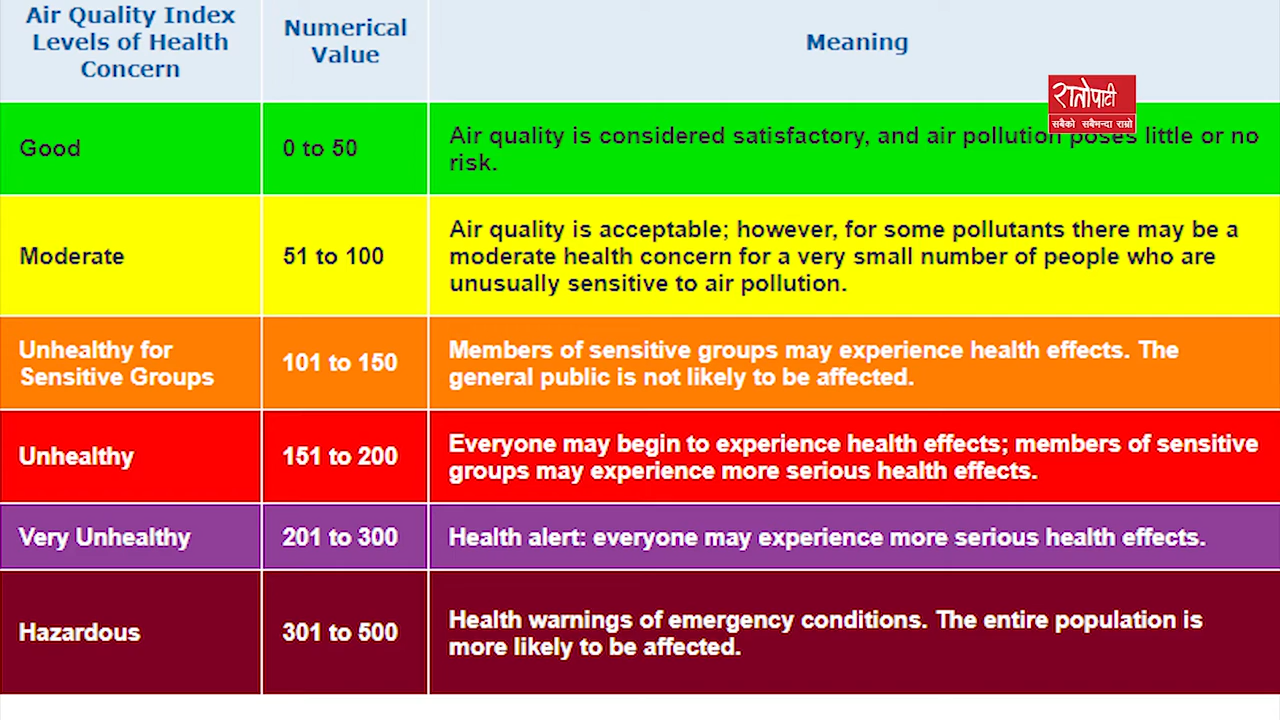 Air Quality Index
Levels of Health
Concern
Numerical
Value
Meaning
रातोपाटी
सबैको सबैभन्दा राम्रो
Good
0 to 50
Air quality is considered satisfactory, and air pollution poses little or no
risk.
Moderate
51 to 100
Air quality is acceptable; however, for some pollutants there may be a
moderate health concern for a very small number of people who are
unusually sensitive to air pollution.
Unhealthy for
Sensitive Groups
101 to 150
Members of sensitive groups may experience health effects. The
general public is not likely to be affected.
Unhealthy
151 to 200
Everyone may begin to experience health effects; members of sensitive
groups may experience more serious health effects.
Very Unhealthy
201 to 300
Health alert: everyone may experience more serious health effects.
Hazardous
301 to 500
Health warnings of emergency conditions. The entire population is
more likely to be affected.